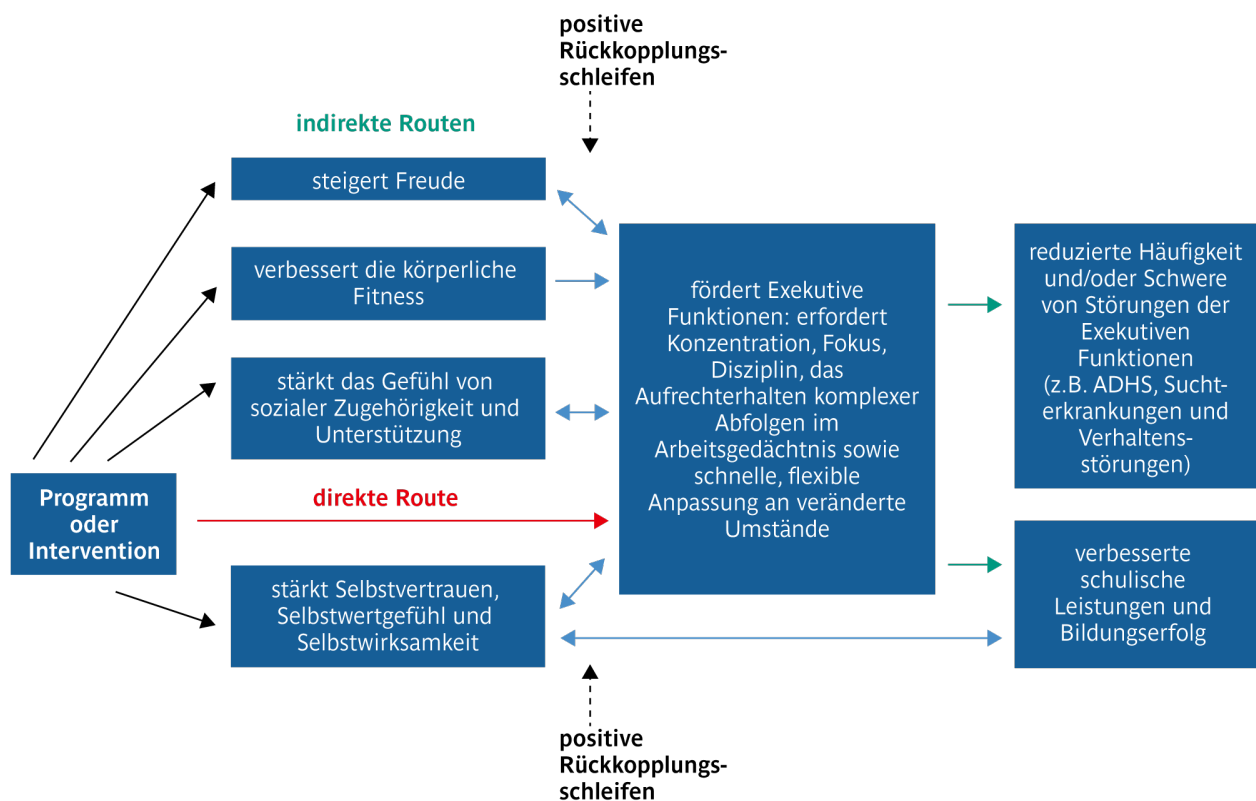 positive
Rückkopplungs-
schleifen
indirekte Routen
steigert Freude
verbessert die körperliche
Fitness
stärkt das Gefühl von
sozialer Zugehörigkeit und
Unterstützung
direkte Route
Programm
oder
Intervention
stärkt Selbstvertrauen,
Selbstwertgefühl und
Selbstwirksamkeit
fördert Exekutive
Funktionen: erfordert
Konzentration, Fokus,
Disziplin, das
Aufrechterhalten komplexer
Abfolgen im
Arbeitsgedächtnis sowie
schnelle, flexible
Anpassung an veränderte
Umstände
reduzierte Häufigkeit
und/oder Schwere
von Störungen der
Exekutiven
Funktionen
(z.B. ADHS, Sucht-
erkrankungen und
Verhaltens-
störungen)
verbesserte
schulische
Leistungen und
Bildungserfolg
positive
Rückkopplungs-
schleifen